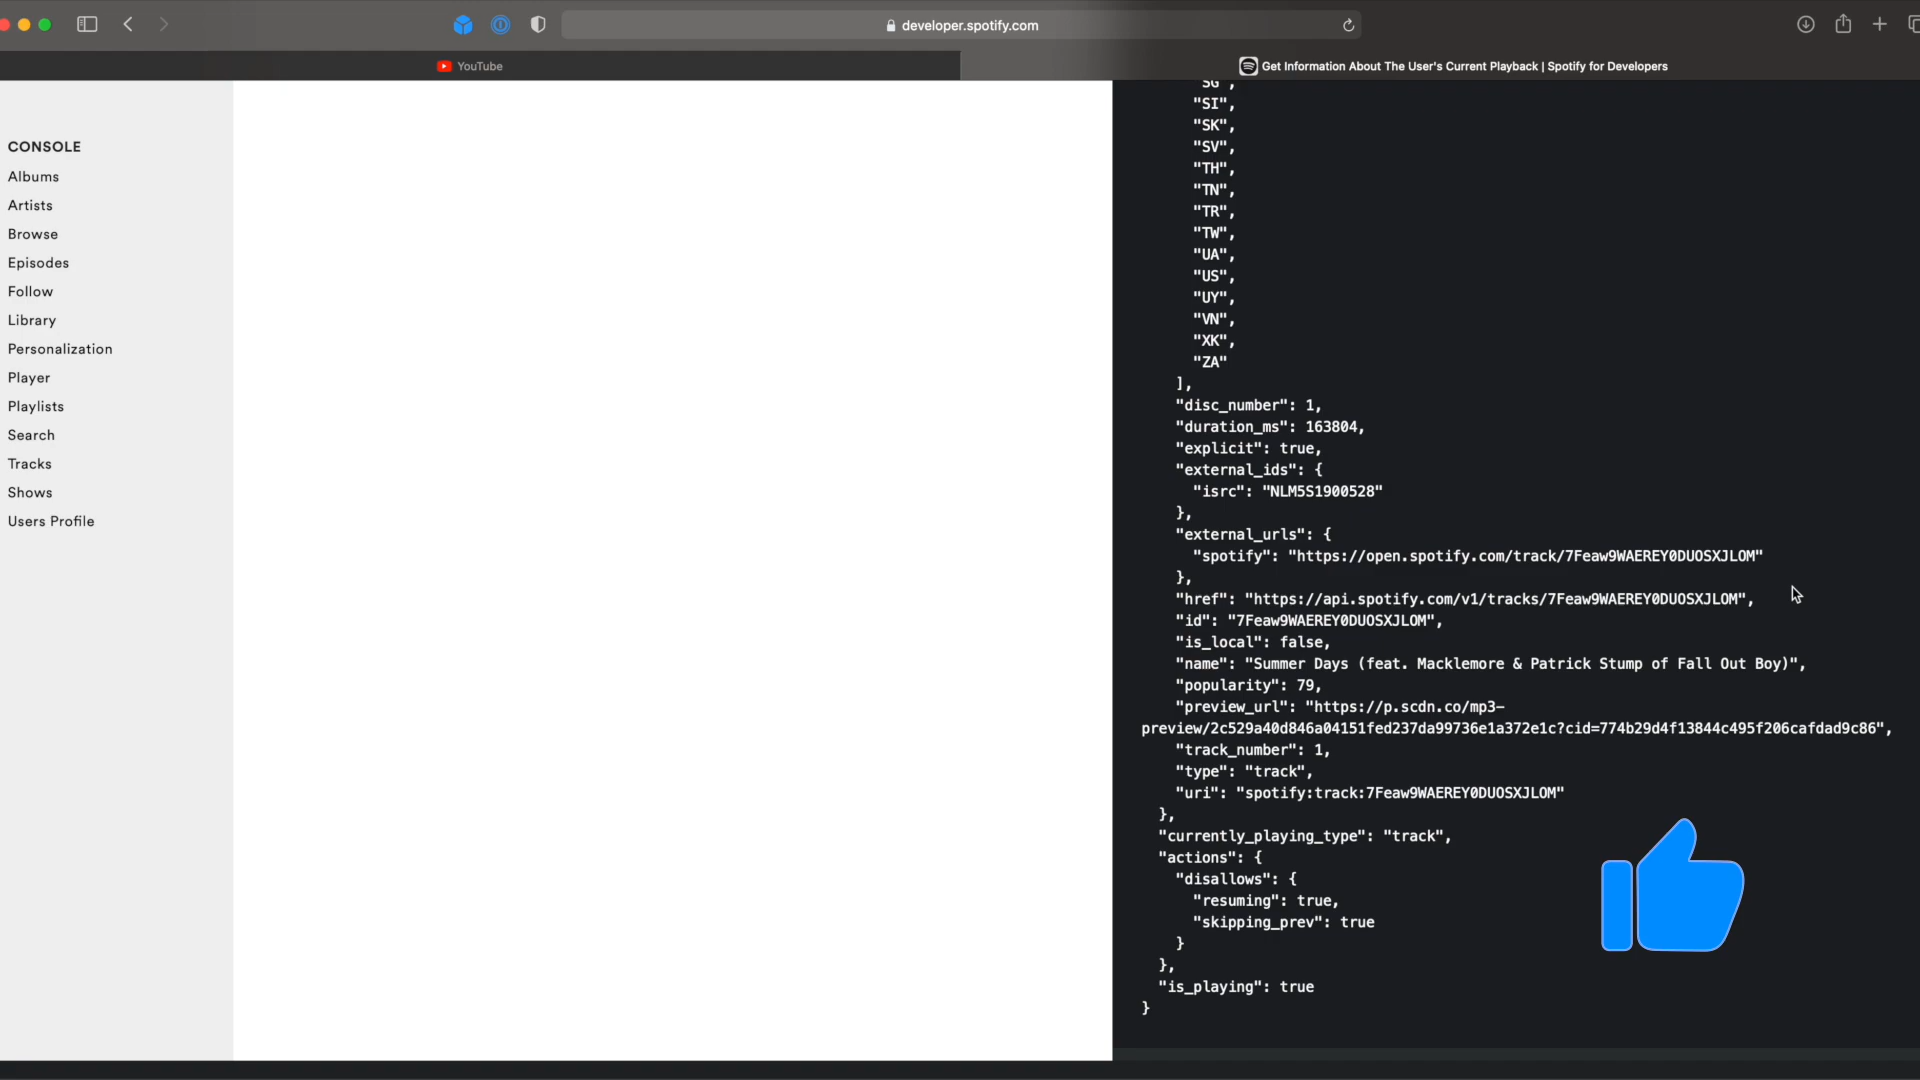 developer.spotify.com
YouTube
Get Information About The User's Current Playback | Spotify for Developers
CONSOLE
Albums
Artists
Browse
Episodes
Follow
Library
Personalization
Player
Playlists
Search
Tracks
Shows
Users Profile
"SG",
"SI",
"SK",
"SV",
"TH",
"TN",
"TR",
"TW",
"UA",
"US",
"UY",
"VN",
"XK",
"ZA"
],
"disc_number": 1,
"duration_ms": 163804,
"explicit": true,
"external_ids": {
"isrc": "NLM5S1900528"
},
"external_urls": {
"spotify": "https://open.spotify.com/track/7Feaw9WAEREY0DUOSXJLOM"
},
"href": "https://api.spotify.com/v1/tracks/7Feaw9WAEREY0DUOSXJLOM",
"id": "7Feaw9WAEREY0DUOSXJLOM",
"is_local": false,
"name": "Summer Days (feat. Macklemore & Patrick Stump of Fall Out Boy)",
"popularity": 79,
"preview_url": "https://p.scdn.co/mp3-
preview/2c529a40d846a04151fed237da99736e1a372e1c?cid=774b29d4f13844c495f206cafdad9c86",
"track_number": 1,
"type": "track",
"uri": "spotify:track:7Feaw9WAEREY0DUOSXJLOM"
},
"currently_playing_type": "track",
"actions": {
"disallows": {
"resuming": true,
"skipping_prev": true
}
},
"is_playing": true
}